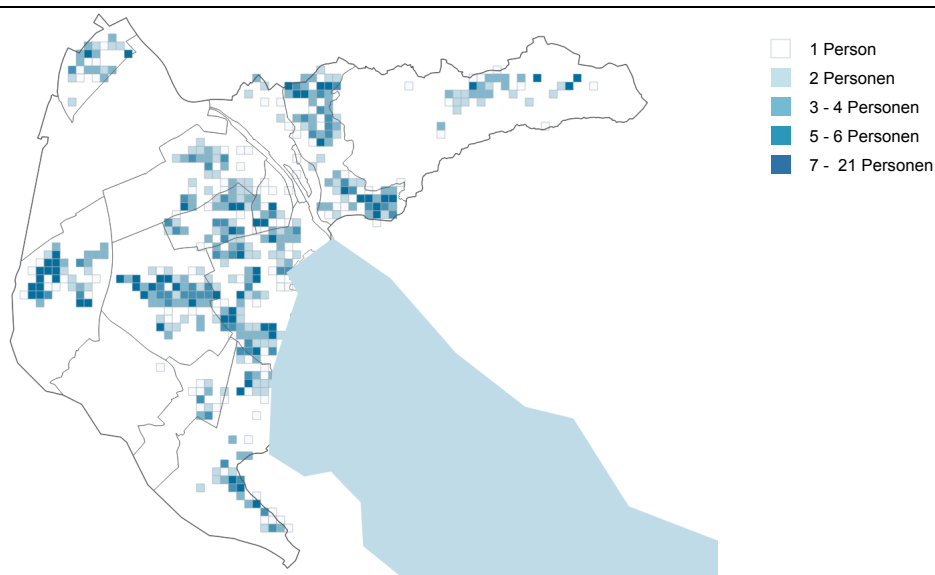 1 Person
2 Personen
3 - 4 Personen
5 - 6 Personen
7 - 21 Personen